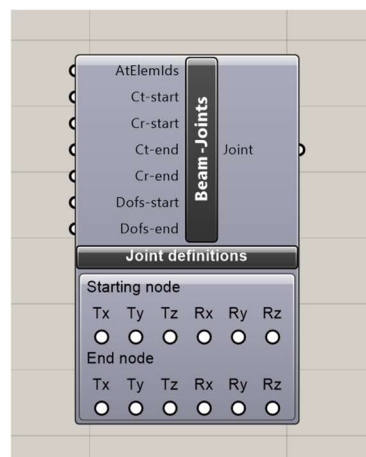 AtElemIds
Ct-start
Cr-start
Ct-end
Cr-end
Dofs-start
Dofs-end
Beam-Joints
Joint
Joint definitions
Starting node
Tx Ty Tz Rx Ry Rz
End node
Tx Ty Tz Rx Ry Rz